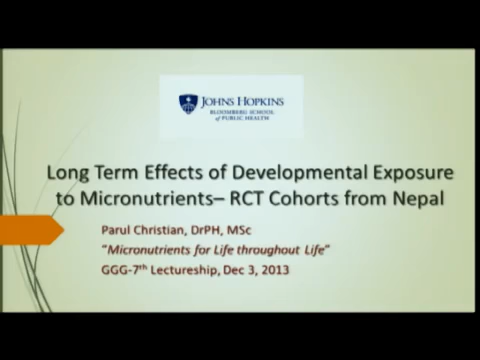 JOHNS HOPKINS
BLOOMBERG SCHOOL
of PUBLIC HEALTH
Long Term Effects of Developmental Exposure
to Micronutrients– RCT Cohorts from Nepal
Parul Christian, DrPH, MSc
"Micronutrients for Life throughout Life"
GGG-7th Lectureship, Dec 3, 2013